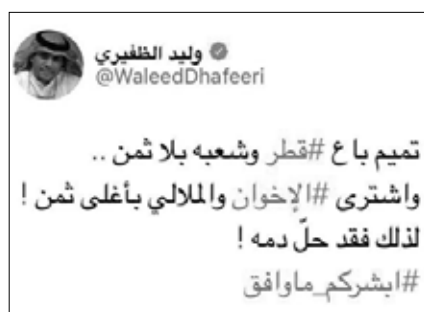 وليد الظفيري
@WaleedDhafeeri
تميم باع #قطر وشعبه بلا ثمن ..
واشترى #الإخوان والملالي بأغلى ثمن !
لذلك فقد حلّ دمه !
#ابشركم_ماوافق